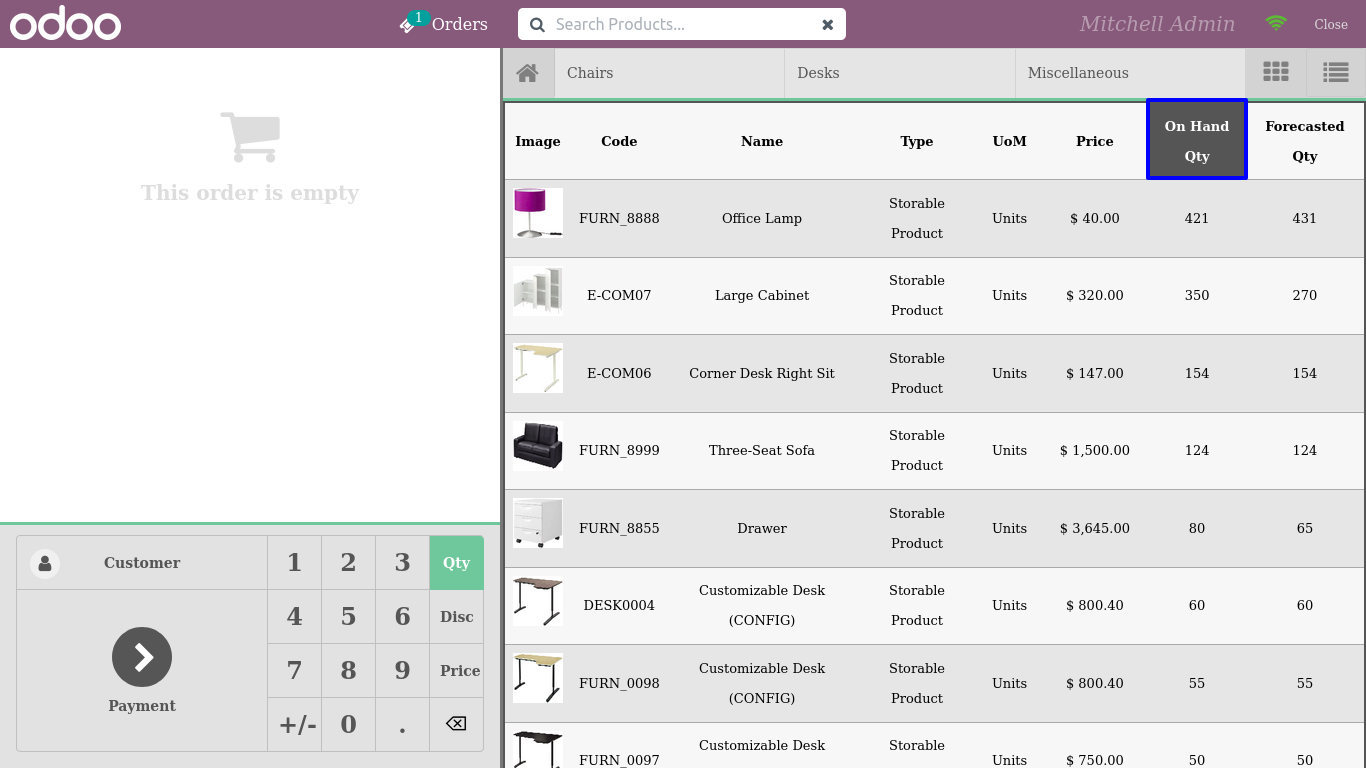 odoo
1
Orders
Search Products...
Mitchell Admin
Close
Chairs
Desks
Miscellaneous
This order is empty
Customer
1 2 3 Qty
4 5 6 Disc
Payment
7 8 9 Price
+/- 0 .
Image Code Name Type UoM Price On Hand Qty Forecasted Qty
FURN_8888 Office Lamp Storable Product Units $ 40.00 421 431
E-COM07 Large Cabinet Storable Product Units $ 320.00 350 270
E-COM06 Corner Desk Right Sit Storable Product Units $ 147.00 154 154
FURN_8999 Three-Seat Sofa Storable Product Units $ 1,500.00 124 124
FURN_8855 Drawer Storable Product Units $ 3,645.00 80 65
DESK0004 Customizable Desk (CONFIG) Storable Product Units $ 800.40 60 60
FURN_0098 Customizable Desk (CONFIG) Storable Product Units $ 800.40 55 55
FURN_0097 Customizable Desk Storable Units $ 750.00 50 50